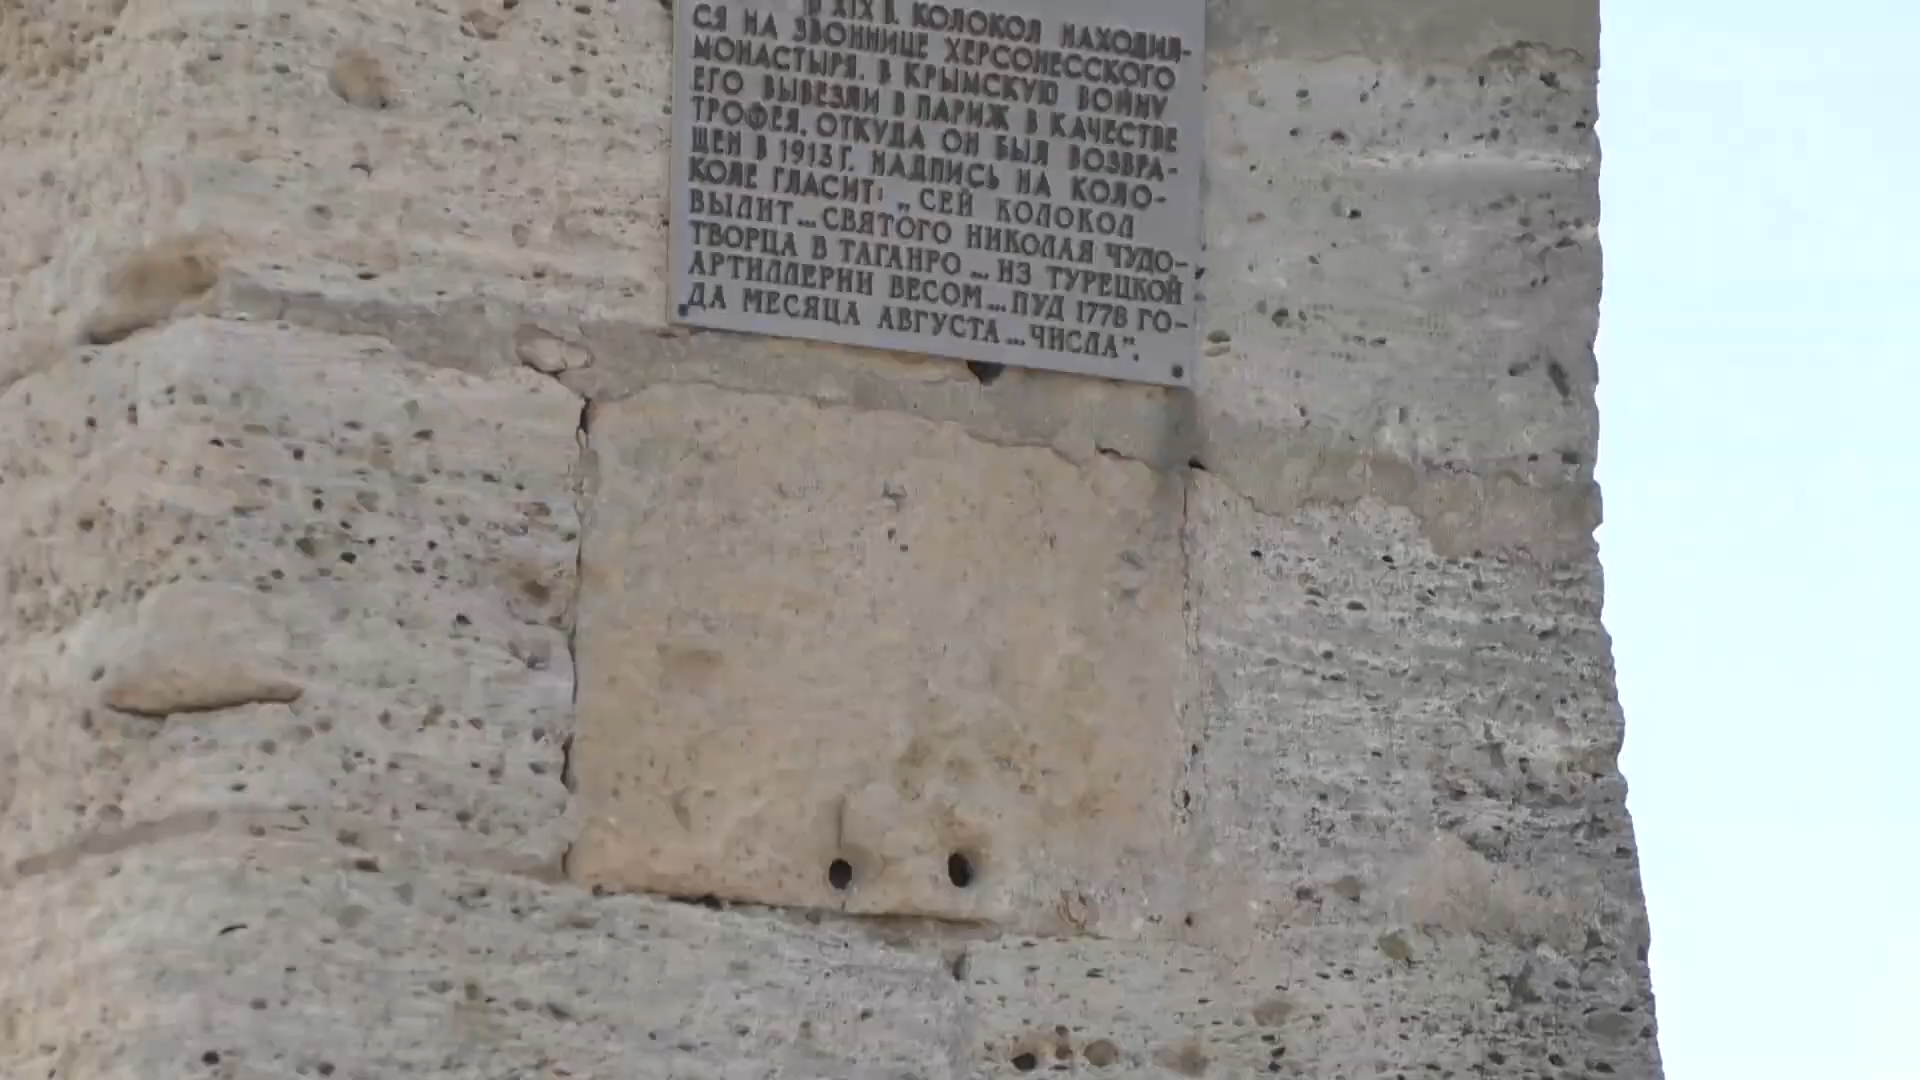 В XIX В. КОЛОКОЛ НАХОДИЛ-
СЯ НА ЗВОННИЦЕ ХЕРСОНЕССКОГО
МОНАСТЫРЯ. В КРЫМСКУЮ ВОЙНУ
ЕГО ВЫВЕЗЛИ В ПАРИЖ В КАЧЕСТВЕ
ТРОФЕЯ, ОТКУДА ОН БЫЛ ВОЗВРА-
ЩЕН В 1913 Г. НАДПИСЬ НА КОЛО-
КОЛЕ ГЛАСИТ: „СЕЙ КОЛОКОЛ
ВЫЛИТ...СВЯТОГО НИКОЛАЯ ЧУДО-
ТВОРЦА В ТАГАНРО...ИЗ ТУРЕЦКОЙ
АРТИЛЛЕРИИ ВЕСОМ...ПУД 1778 ГО-
ДА МЕСЯЦА АВГУСТА...ЧИСЛА".